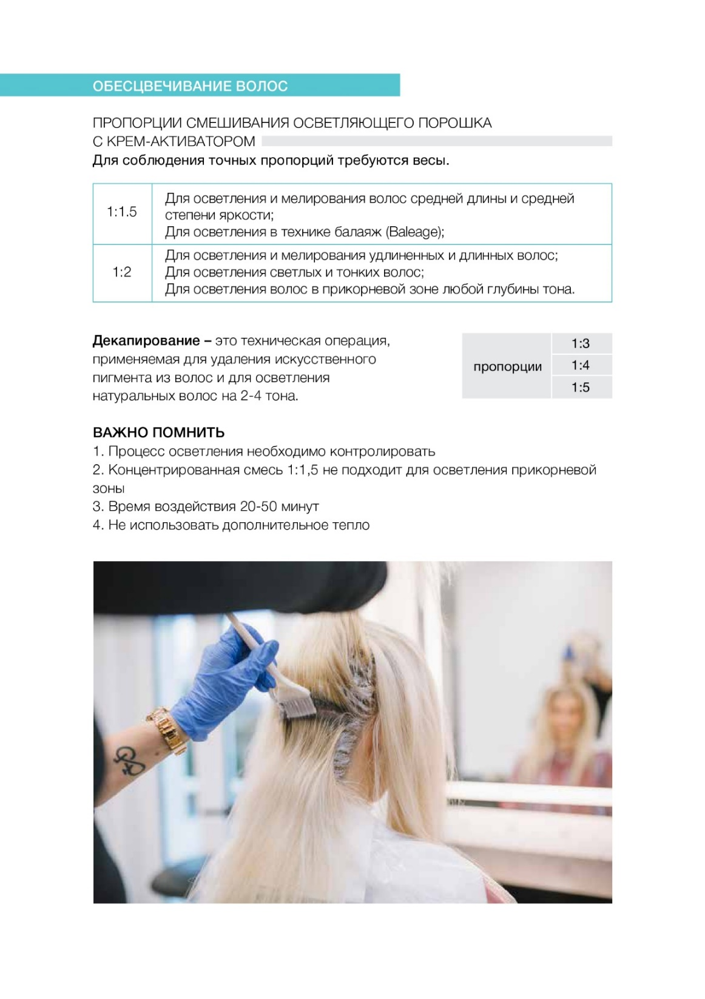 ОБЕСЦВЕЧИВАНИЕ ВОЛОС
ПРОПОРЦИИ СМЕШИВАНИЯ ОСВЕТЛЯЮЩЕГО ПОРОШКА
С КРЕМ-АКТИВАТОРОМ
Для соблюдения точных пропорций требуются весы.
1:1.5
Для осветления и мелирования волос средней длины и средней
степени яркости;
Для осветления в технике балаяж (Baleage);
1:2
Для осветления и мелирования удлиненных и длинных волос;
Для осветления светлых и тонких волос;
Для осветления волос в прикорневой зоне любой глубины тона.
Декапирование – это техническая операция,
применяемая для удаления искусственного
пигмента из волос и для осветления
натуральных волос на 2-4 тона.
пропорции
1:3
1:4
1:5
ВАЖНО ПОМНИТЬ
1. Процесс осветления необходимо контролировать
2. Концентрированная смесь 1:1,5 не подходит для осветления прикорневой
зоны
3. Время воздействия 20-50 минут
4. Не использовать дополнительное тепло